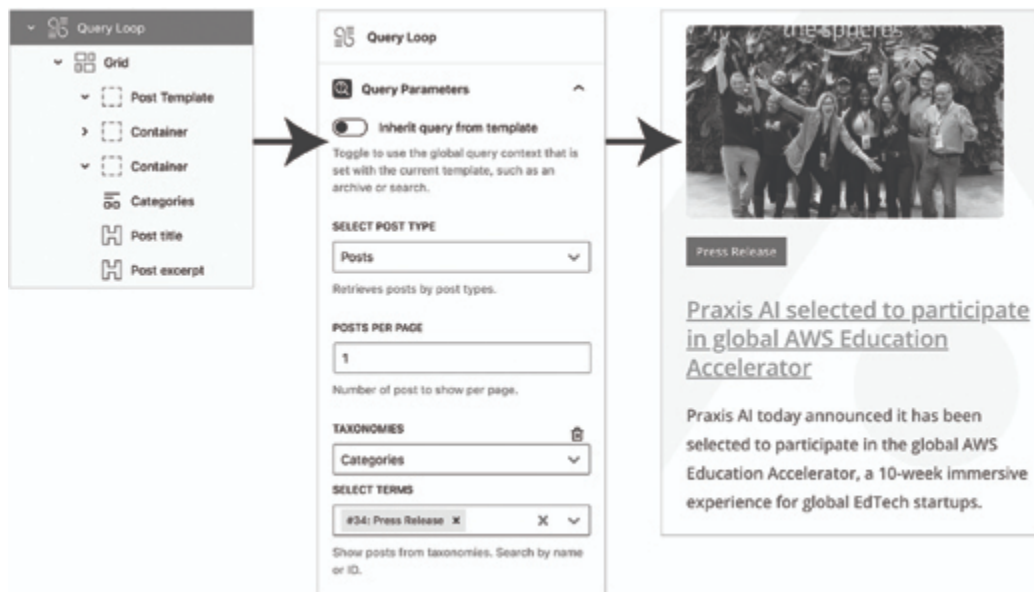 Query Loop
Grid
Post Template
Container
Container
Categories
Post title
Post excerpt
Query Loop
Query Parameters
Inherit query from template
Toggle to use the global query context that is
set with the current template, such as an
archive or search.
SELECT POST TYPE
Posts
Retrieves posts by post types.
POSTS PER PAGE
1
Number of post to show per page.
TAXONOMIES
Categories
SELECT TERMS
#34: Press Release ×
Show posts from taxonomies. Search by name
or ID.
the spheres
Press Release
Praxis AI selected to participate
in global AWS Education
Accelerator
Praxis AI today announced it has been
selected to participate in the global AWS
Education Accelerator, a 10-week immersive
experience for global EdTech startups.